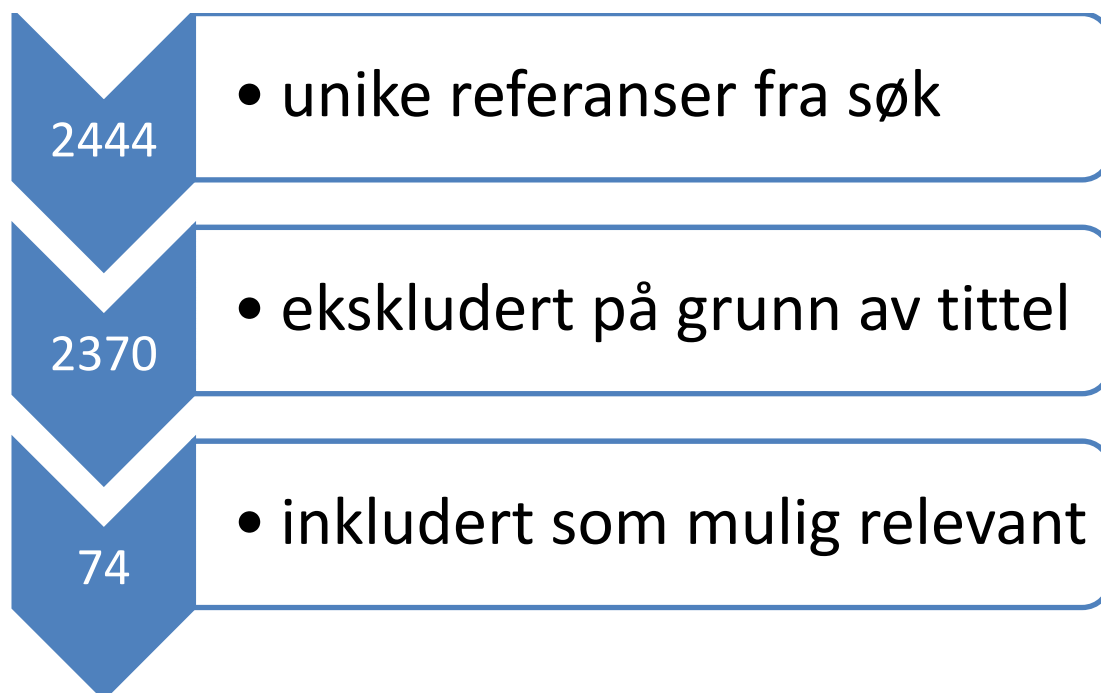 2444
• unike referanser fra søk
2370
• ekskludert på grunn av tittel
74
• inkludert som mulig relevant